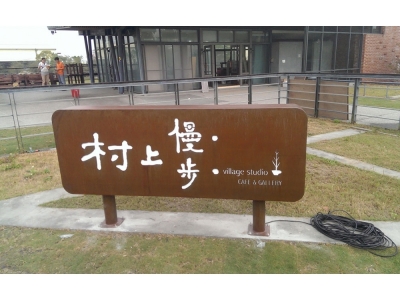 村上慢步：
village studio
CAFE & GALLERY